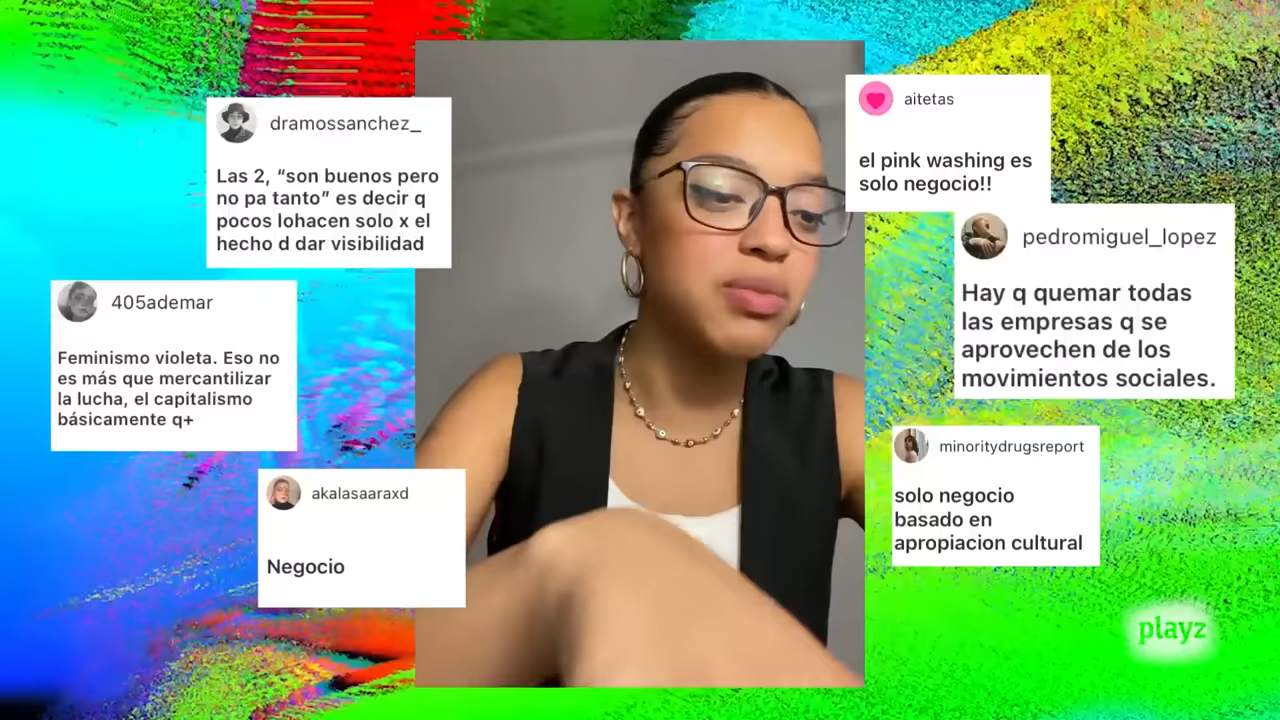 dramossanchez_
Las 2, “son buenos pero
no pa tanto” es decir q
pocos lohacen solo x el
hecho d dar visibilidad
405ademar
Feminismo violeta. Eso no
es más que mercantilizar
la lucha, el capitalismo
básicamente q+
akalasaaraxd
Negocio
aitetas
el pink washing es
solo negocio!!
pedromiguel_lopez
Hay q quemar todas
las empresas q se
aprovechen de los
movimientos sociales.
minoritydrugsreport
solo negocio
basado en
apropiacion cultural
playz